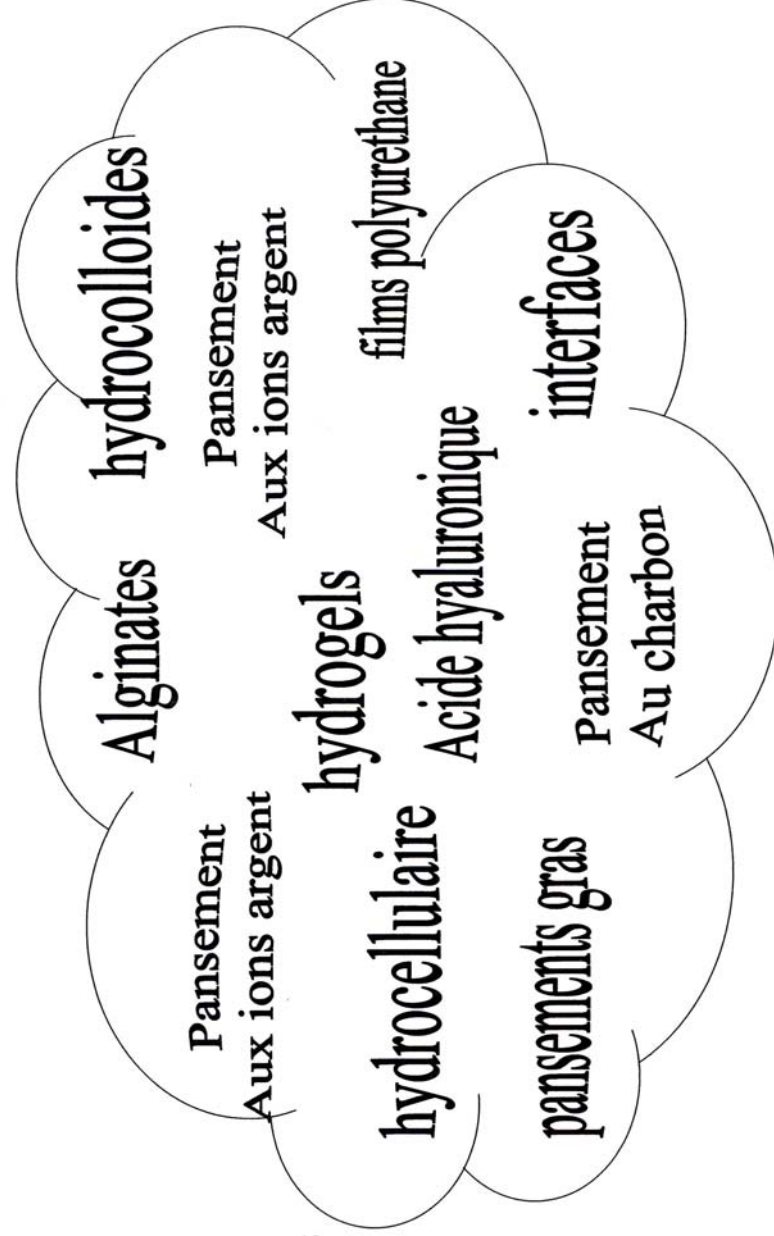 Alginates
hydrocolloides
Pansement
Aux ions argent
Pansement
Aux ions argent
hydrogels
films polyurethane
hydrocellulaire
Acide hyaluronique
pansements gras
Pansement
Au charbon
interfaces